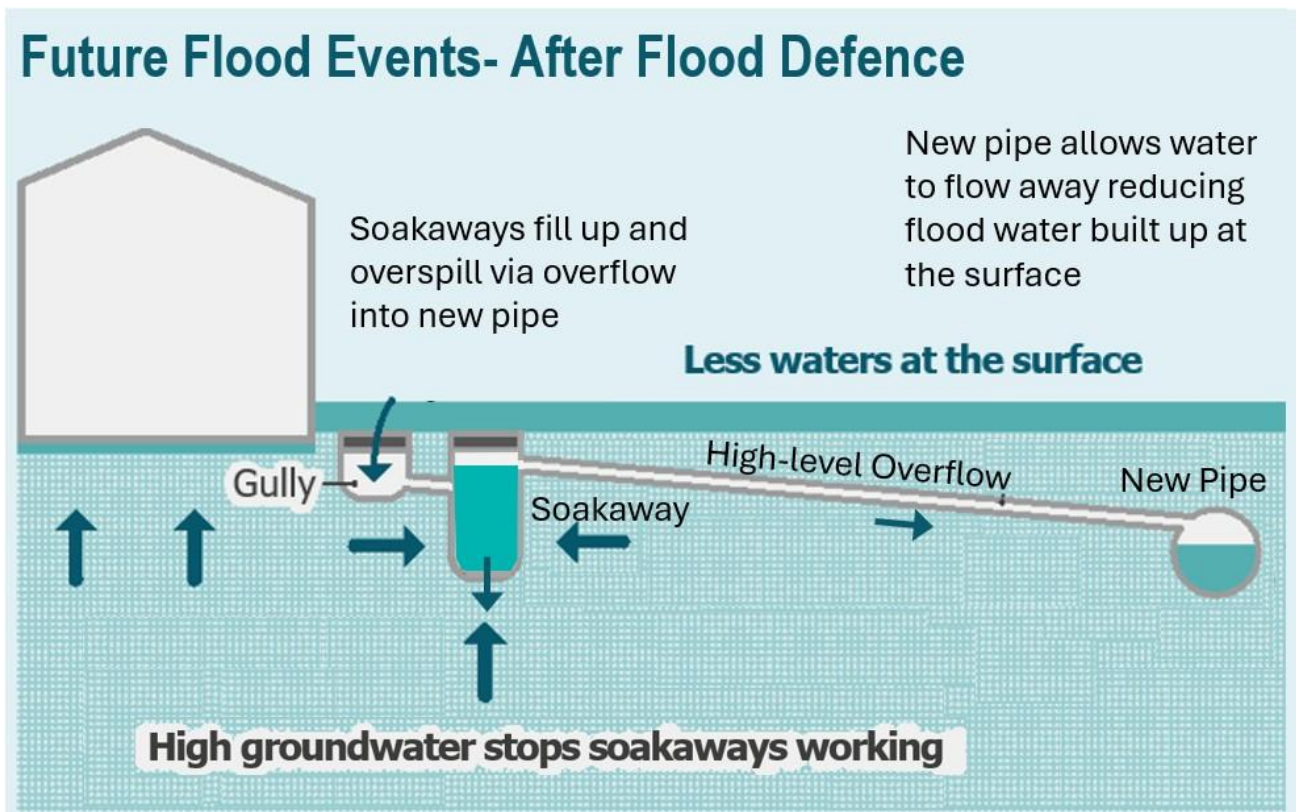 Future Flood Events- After Flood Defence
New pipe allows water
to flow away reducing
flood water built up at
the surface
Soakaways fill up and
overspill via overflow
into new pipe
Less waters at the surface
High-level Overflow
New Pipe
Gully
Soakaway
High groundwater stops soakaways working